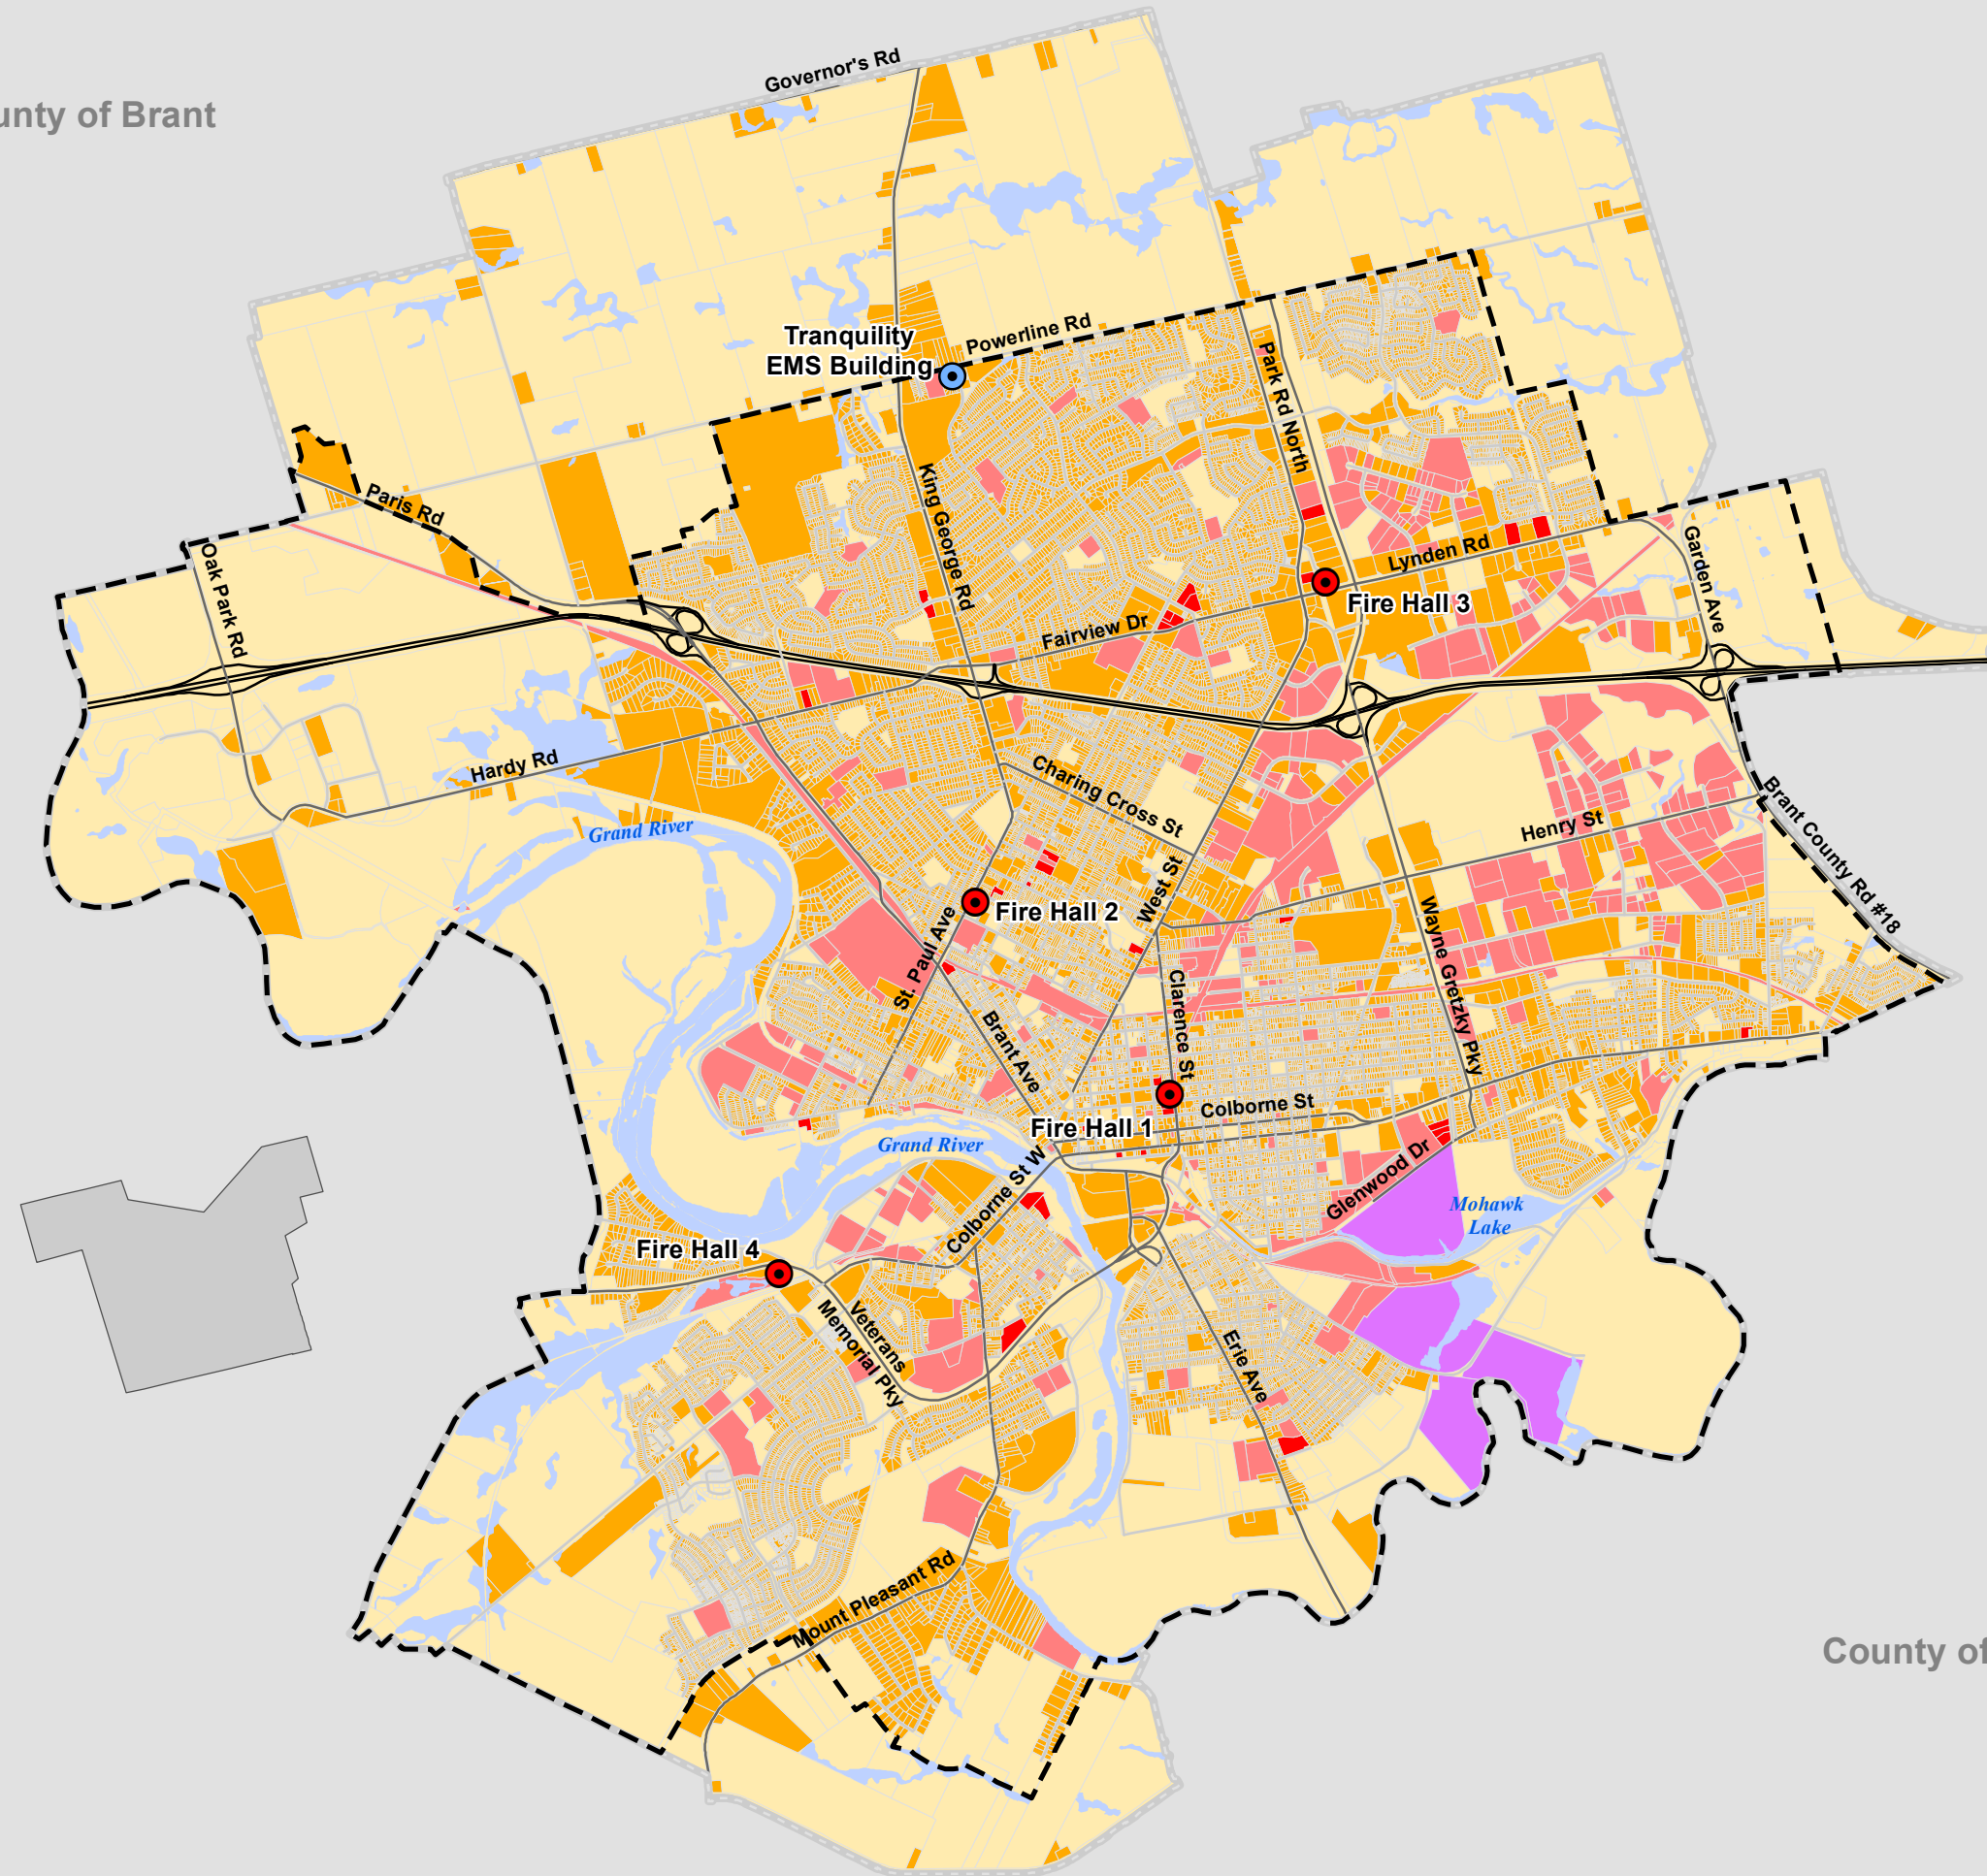 Governor's Rd
unty of Brant
Tranquility
EMS Building
Powerline Rd
Park Rd North
Paris Rd
King George Rd
Oak Park Rd
Lynden Rd
Garden Ave
Fire Hall 3
Fairview Dr
Hardy Rd
Charing Cross St
Grand River
Henry St
Brant County Rd #18
West St
Fire Hall 2
St. Paul Ave
Wayne Gretzky Pky
Clarence St
Brant Ave
Colborne St
Fire Hall 1
Grand River
Glenwood Dr
Colborne St W
Mohawk
Lake
Fire Hall 4
Veterans
Memorial Pky
Erie Ave
Mount Pleasant Rd
County of